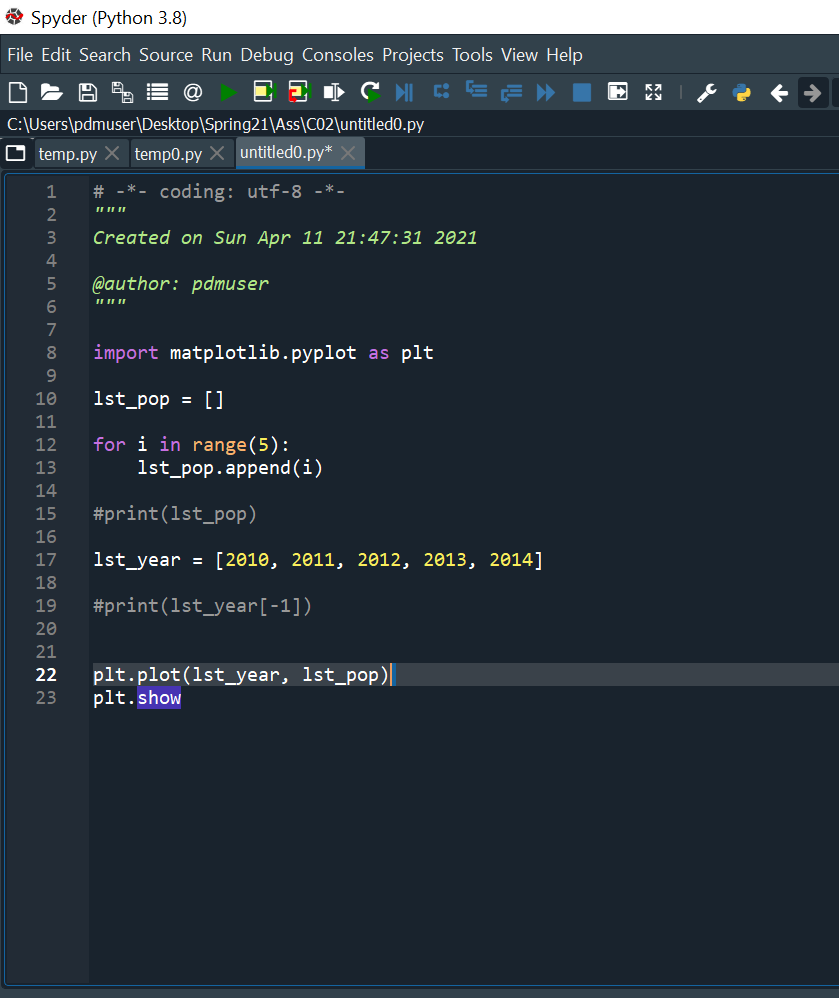 Spyder (Python 3.8)
File Edit Search Source Run Debug Consoles Projects Tools View Help
C:\Users\pdmuser\Desktop\Spring21\Ass\C02\untitled0.py
temp.py temp0.py untitled0.py*
1 # -*- coding: utf-8 -*-
2 """
3 Created on Sun Apr 11 21:47:31 2021
4
5 @author: pdmuser
6 """
7
8 import matplotlib.pyplot as plt
9
10 lst_pop = []
11
12 for i in range(5):
13     lst_pop.append(i)
14
15 #print(lst_pop)
16
17 lst_year = [2010, 2011, 2012, 2013, 2014]
18
19 #print(lst_year[-1])
20
21
22 plt.plot(lst_year, lst_pop)
23 plt.show